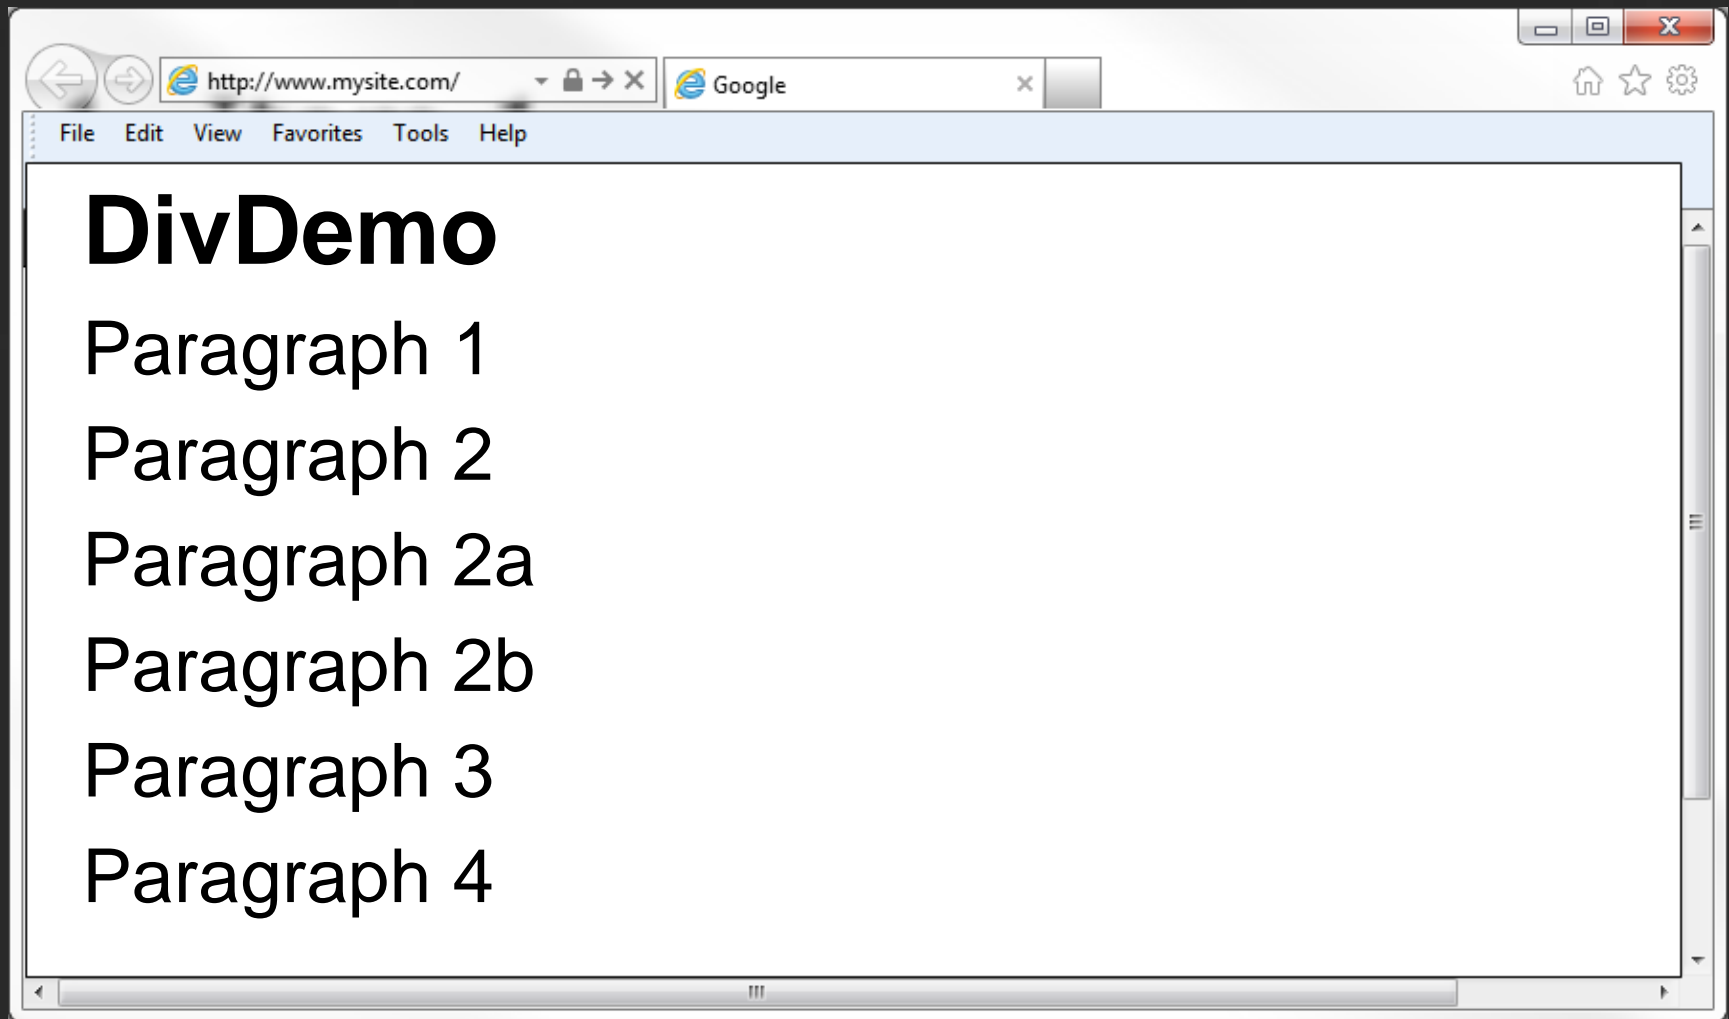 http://www.mysite.com/
Google
File Edit View Favorites Tools Help
DivDemo
Paragraph 1
Paragraph 2
Paragraph 2a
Paragraph 2b
Paragraph 3
Paragraph 4